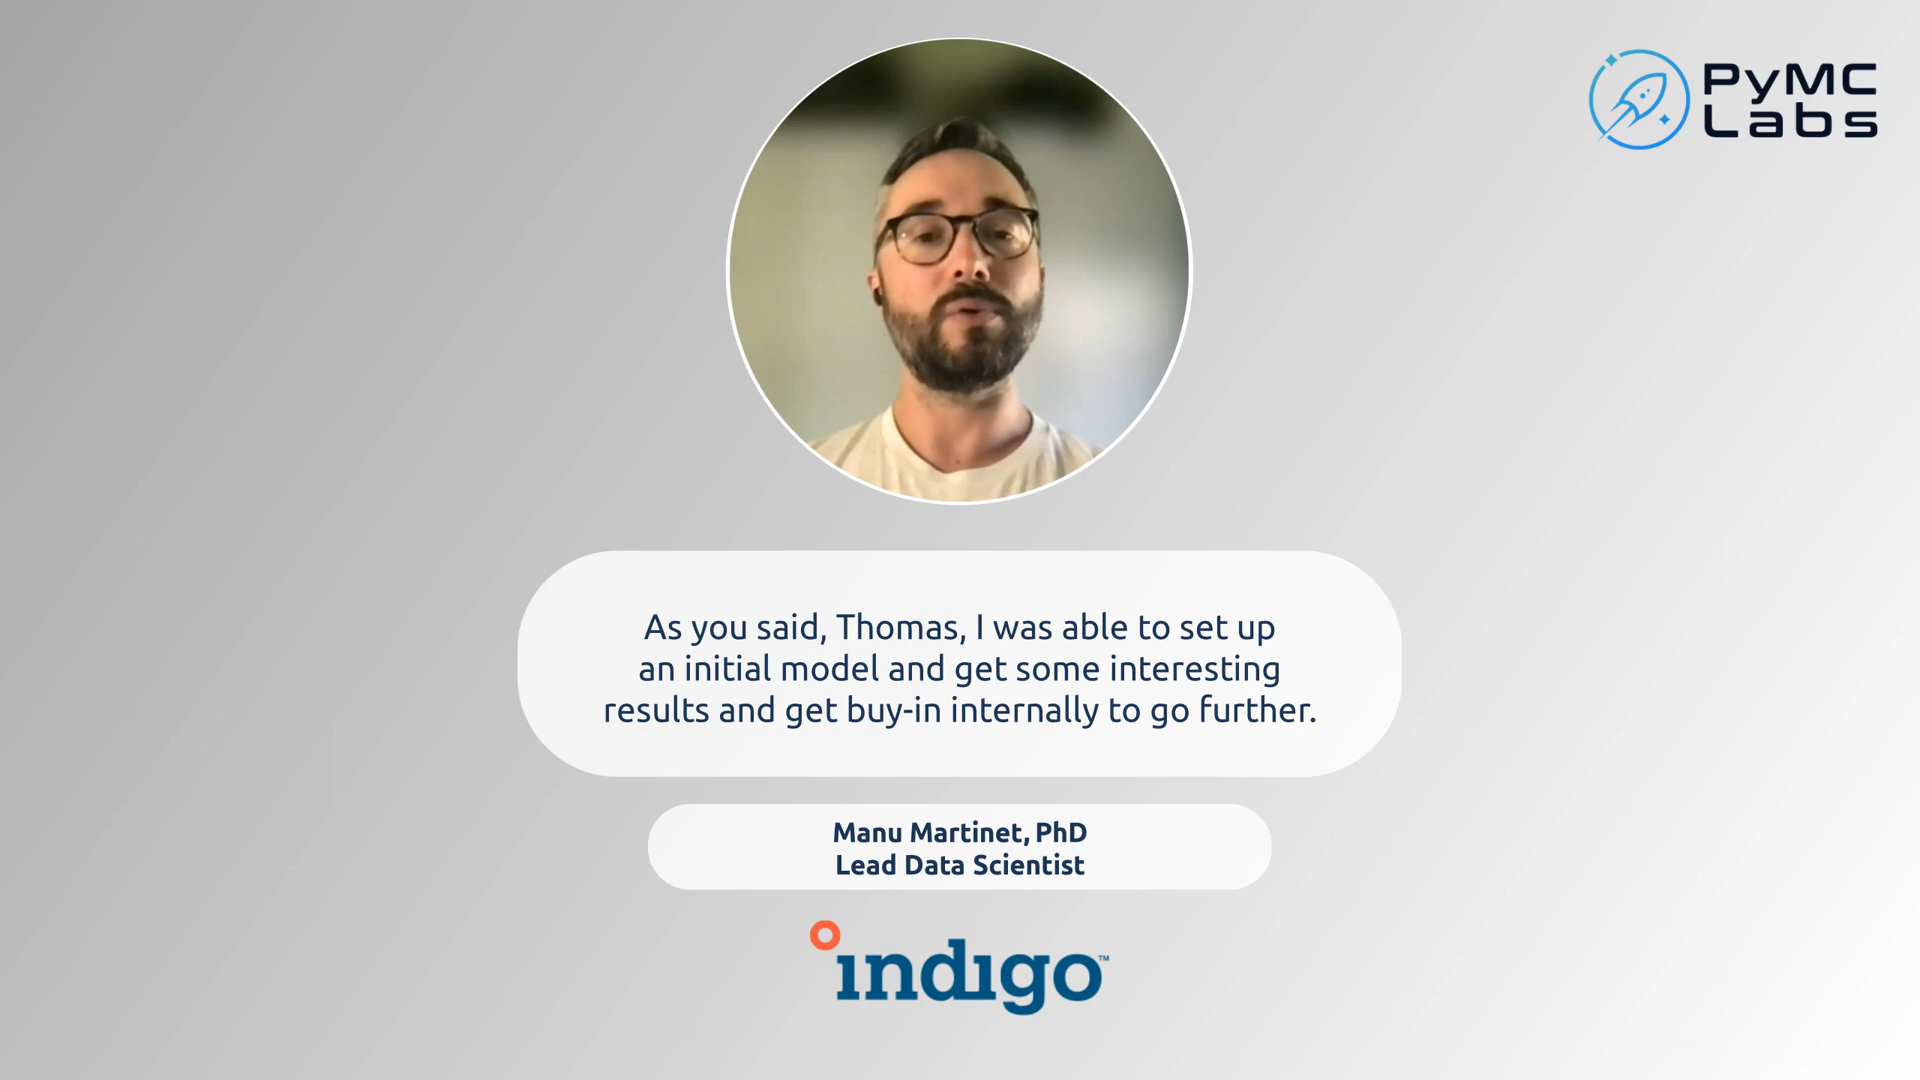 PyMC
Labs
As you said, Thomas, I was able to set up
an initial model and get some interesting
results and get buy-in internally to go further.
Manu Martinet, PhD
Lead Data Scientist
indigo™